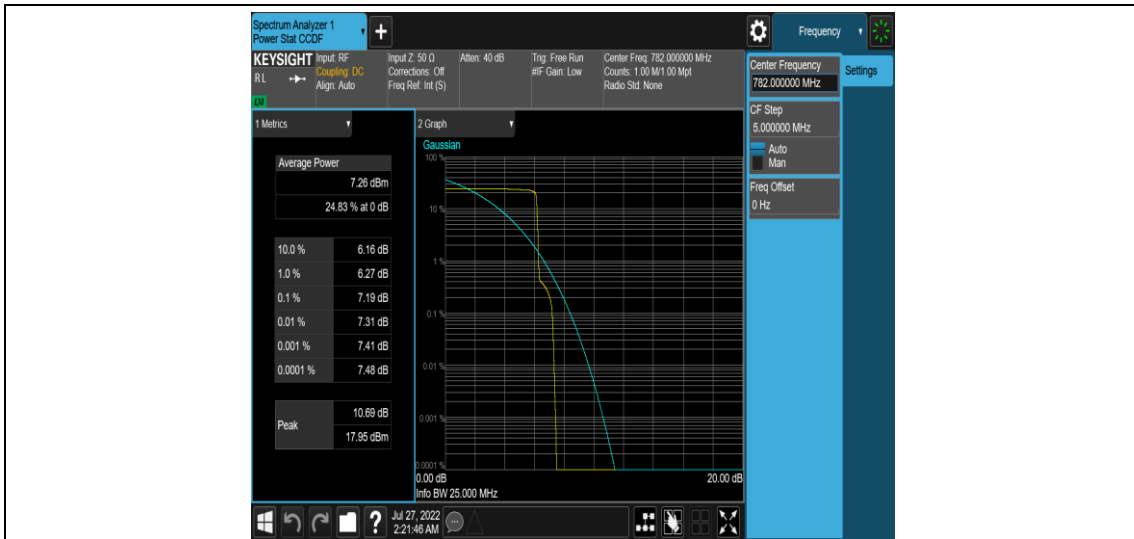 Spectrum Analyzer 1
Power Stat CCDF
+
Frequency
KEYSIGHT
RL
LM
Input: RF
Coupling: DC
Align: Auto
Input Z: 50 Ω
Corrections: Off
Freq Ref: Int (S)
Atten: 40 dB
Trig: Free Run
#IF Gain: Low
Center Freq: 782.000000 MHz
Counts: 1.00 M/1.00 Mpt
Radio Std: None
Center Frequency
782.000000 MHz
Settings
CF Step
5.000000 MHz
Auto
Man
Freq Offset
0 Hz
1 Metrics
Average Power
7.26 dBm
24.83 % at 0 dB
10.0 % 6.16 dB
1.0 % 6.27 dB
0.1 % 7.19 dB
0.01 % 7.31 dB
0.001 % 7.41 dB
0.0001 % 7.48 dB
Peak 10.69 dB
17.95 dBm
2 Graph
Gaussian
100 %
10 %
1 %
0.1 %
0.01 %
0.001 %
0.0001 %
0.00 dB 20.00 dB
Info BW 25.000 MHz
?
Jul 27, 2022
2:21:46 AM